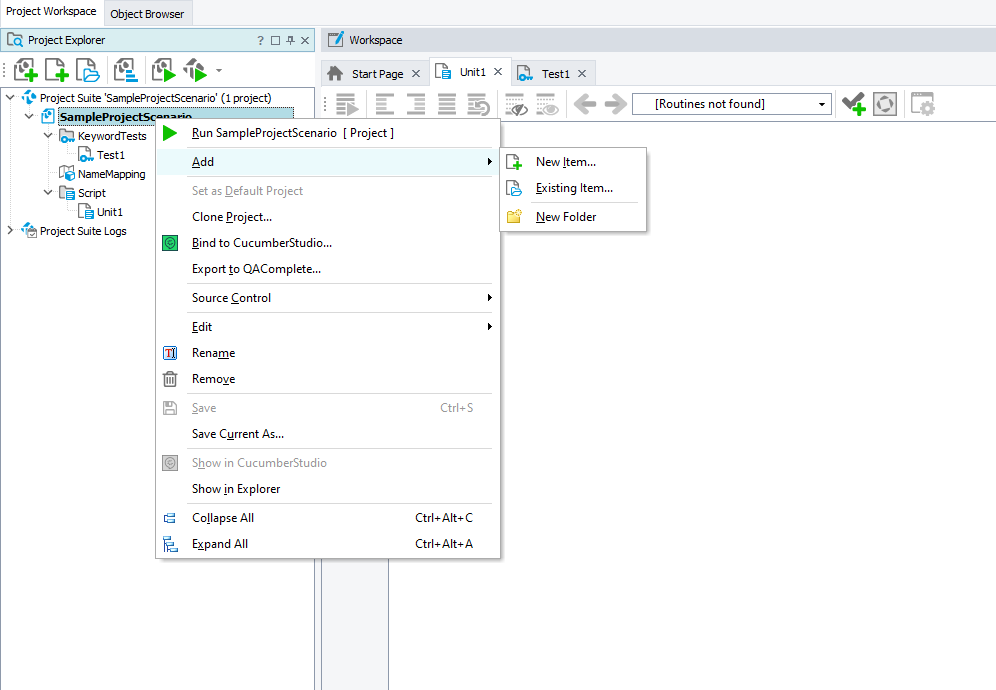 Project Workspace
Object Browser
Project Explorer
?
Workspace
Start Page
Unit1
Test1
[Routines not found]
Project Suite 'SampleProjectScenario' (1 project)
SampleProjectScenario
KeywordTests
Test1
NameMapping
Script
Unit1
Project Suite Logs
Run SampleProjectScenario [ Project ]
Add
Set as Default Project
Clone Project...
Bind to CucumberStudio...
Export to QAComplete...
Source Control
Edit
Rename
Remove
Save Ctrl+S
Save Current As...
Show in CucumberStudio
Show in Explorer
Collapse All Ctrl+Alt+C
Expand All Ctrl+Alt+A
New Item...
Existing Item...
New Folder